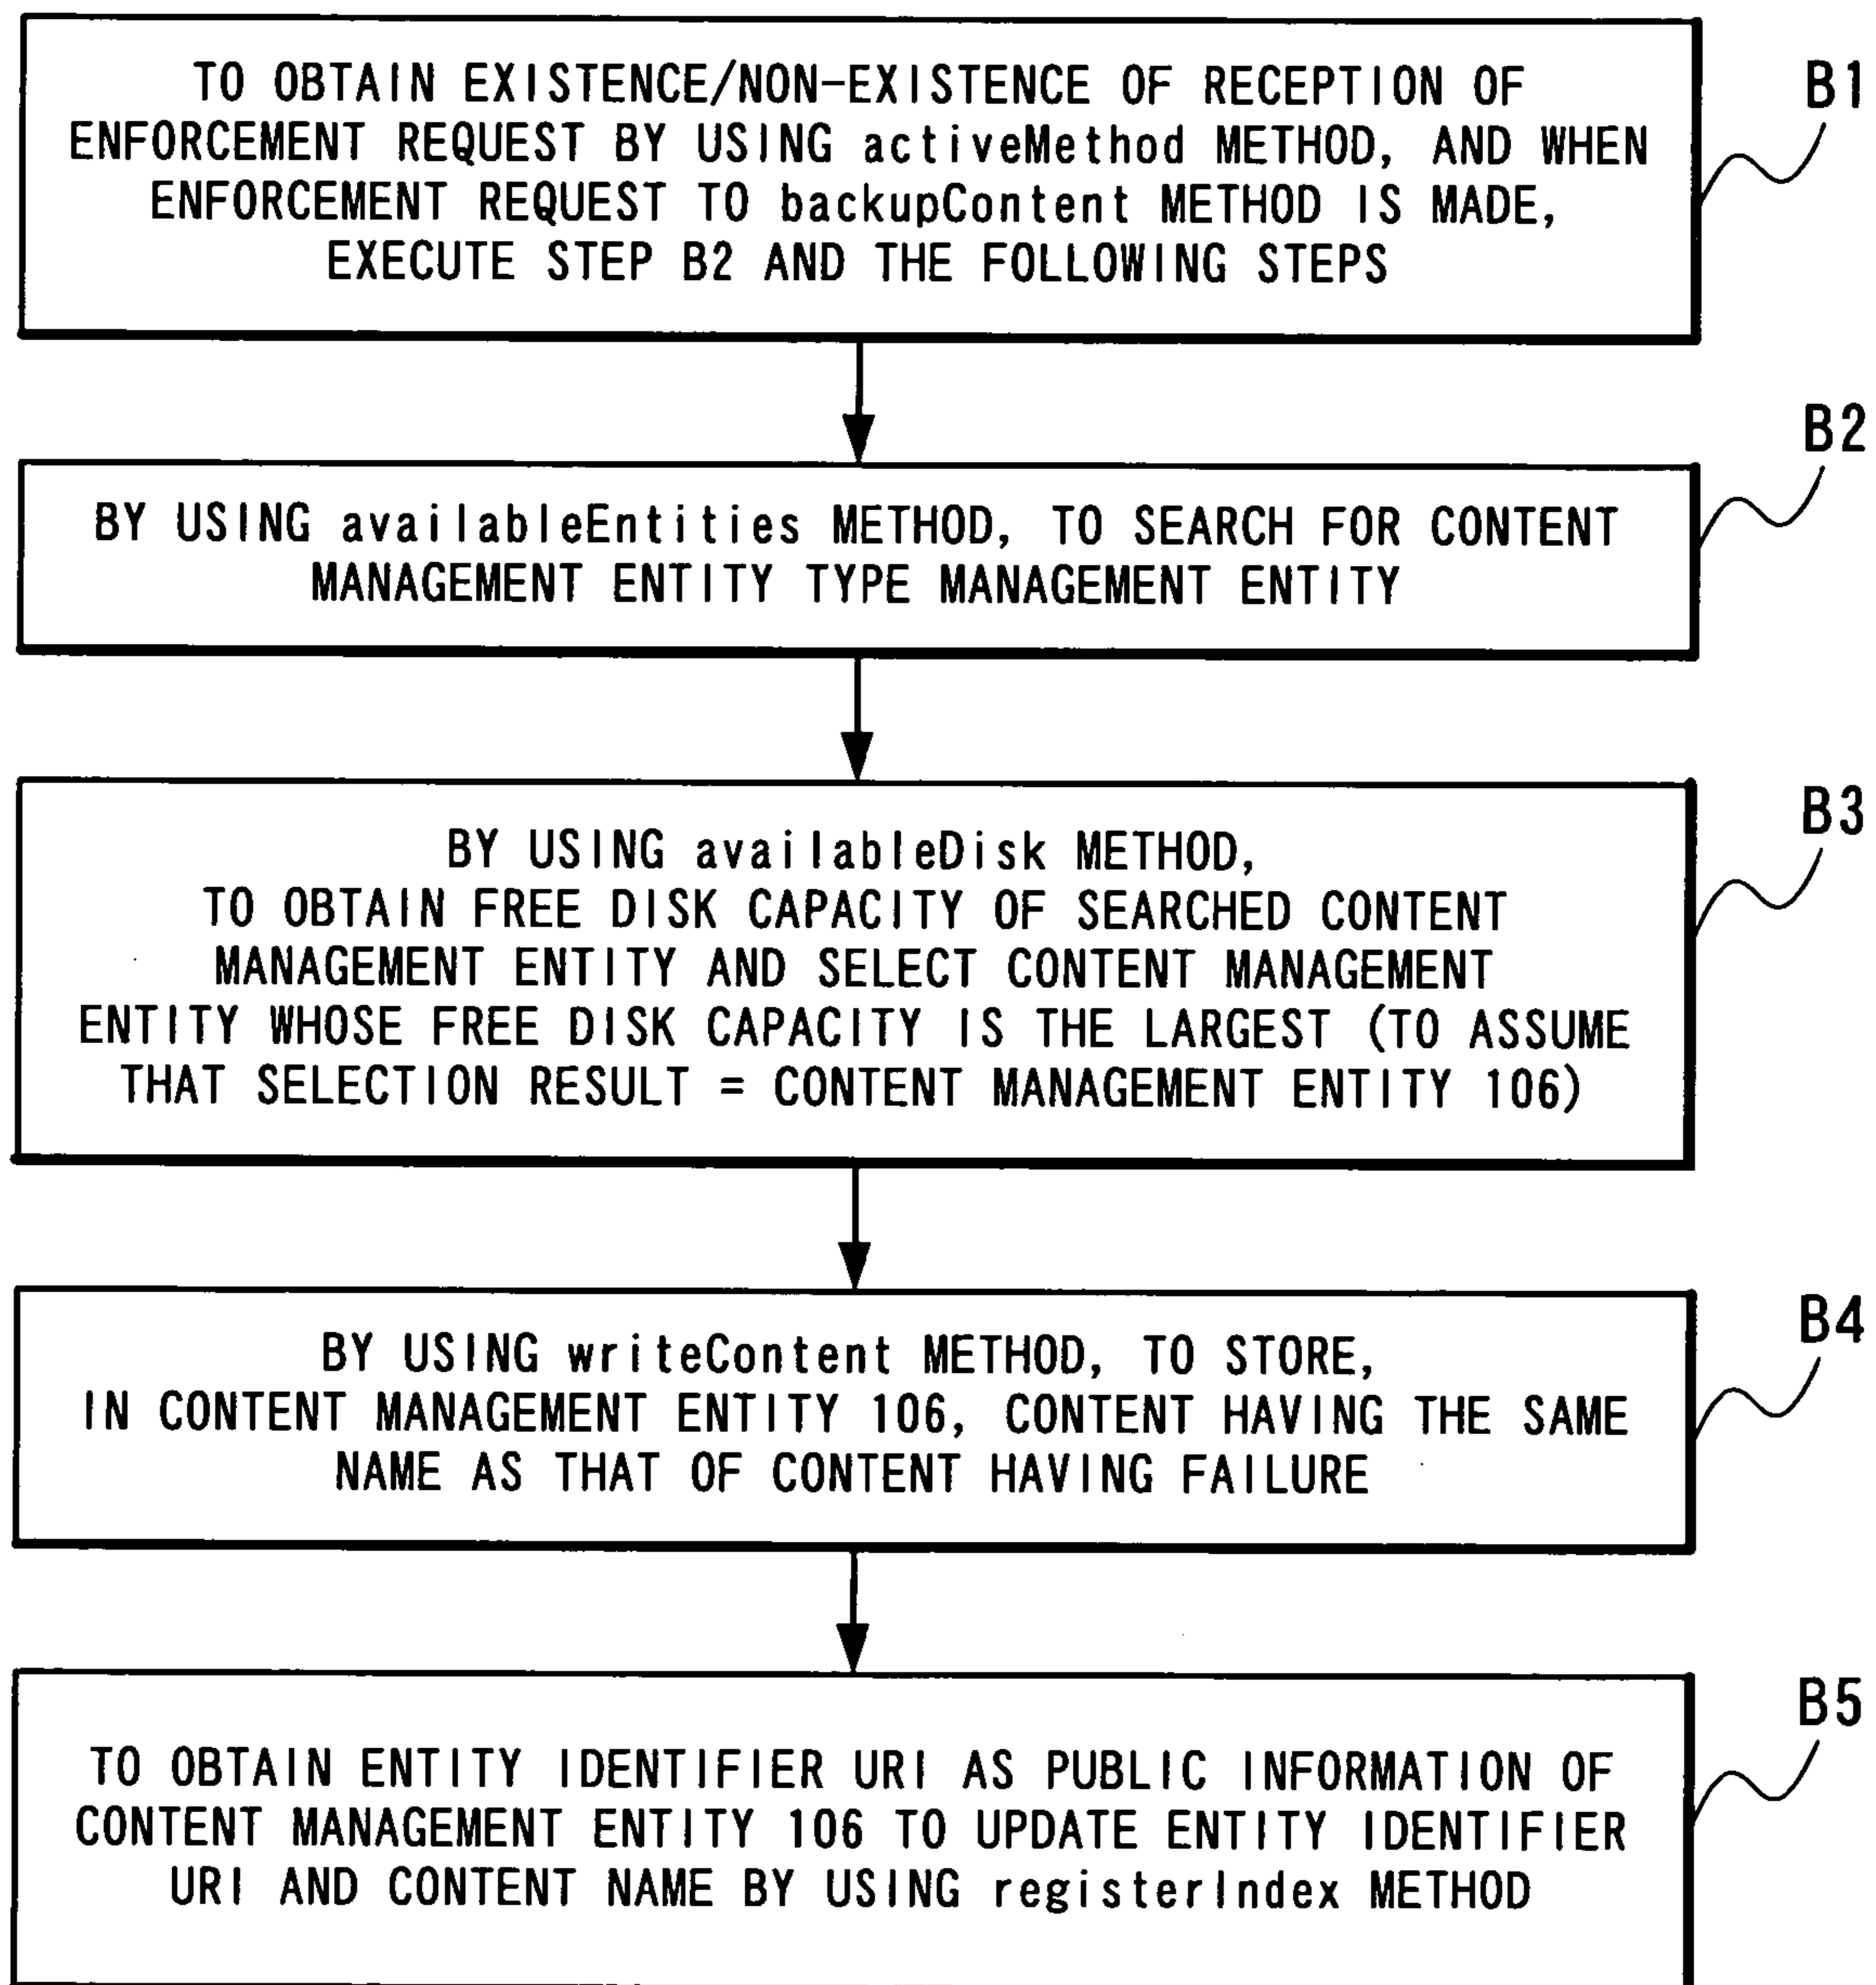 TO OBTAIN EXISTENCE/NON-EXISTENCE OF RECEPTION OF
ENFORCEMENT REQUEST BY USING activeMethod METHOD, AND WHEN
ENFORCEMENT REQUEST TO backupContent METHOD IS MADE,
EXECUTE STEP B2 AND THE FOLLOWING STEPS
B1
BY USING availableEntities METHOD, TO SEARCH FOR CONTENT
MANAGEMENT ENTITY TYPE MANAGEMENT ENTITY
B2
BY USING availableDisk METHOD,
TO OBTAIN FREE DISK CAPACITY OF SEARCHED CONTENT
MANAGEMENT ENTITY AND SELECT CONTENT MANAGEMENT
ENTITY WHOSE FREE DISK CAPACITY IS THE LARGEST (TO ASSUME
THAT SELECTION RESULT = CONTENT MANAGEMENT ENTITY 106)
B3
BY USING writeContent METHOD, TO STORE,
IN CONTENT MANAGEMENT ENTITY 106, CONTENT HAVING THE SAME
NAME AS THAT OF CONTENT HAVING FAILURE
B4
TO OBTAIN ENTITY IDENTIFIER URI AS PUBLIC INFORMATION OF
CONTENT MANAGEMENT ENTITY 106 TO UPDATE ENTITY IDENTIFIER
URI AND CONTENT NAME BY USING registerIndex METHOD
B5